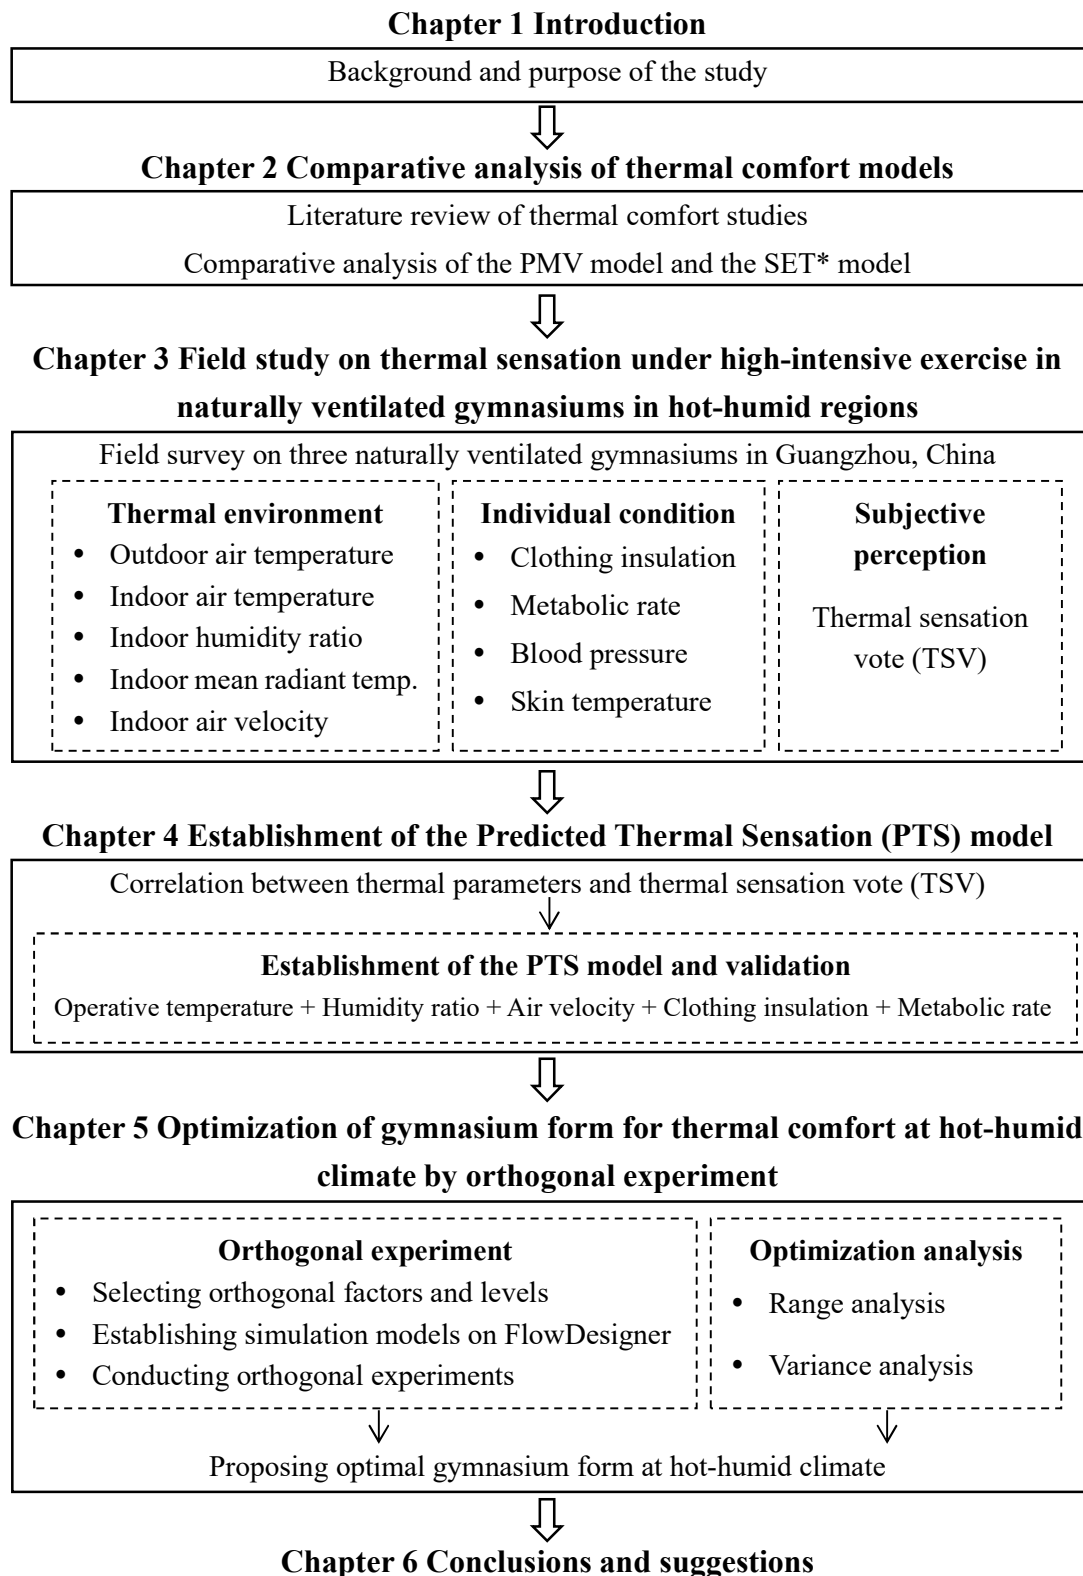 Chapter 1 Introduction
Background and purpose of the study
Chapter 2 Comparative analysis of thermal comfort models
Literature review of thermal comfort studies
Comparative analysis of the PMV model and the SET* model
Chapter 3 Field study on thermal sensation under high-intensive exercise in
naturally ventilated gymnasiums in hot-humid regions
Field survey on three naturally ventilated gymnasiums in Guangzhou, China
Thermal environment
• Outdoor air temperature
• Indoor air temperature
• Indoor humidity ratio
• Indoor mean radiant temp.
• Indoor air velocity
Individual condition
• Clothing insulation
• Metabolic rate
• Blood pressure
• Skin temperature
Subjective
perception
Thermal sensation
vote (TSV)
Chapter 4 Establishment of the Predicted Thermal Sensation (PTS) model
Correlation between thermal parameters and thermal sensation vote (TSV)
Establishment of the PTS model and validation
Operative temperature + Humidity ratio + Air velocity + Clothing insulation + Metabolic rate
Chapter 5 Optimization of gymnasium form for thermal comfort at hot-humid
climate by orthogonal experiment
Orthogonal experiment
• Selecting orthogonal factors and levels
• Establishing simulation models on FlowDesigner
• Conducting orthogonal experiments
Optimization analysis
• Range analysis
• Variance analysis
Proposing optimal gymnasium form at hot-humid climate
Chapter 6 Conclusions and suggestions